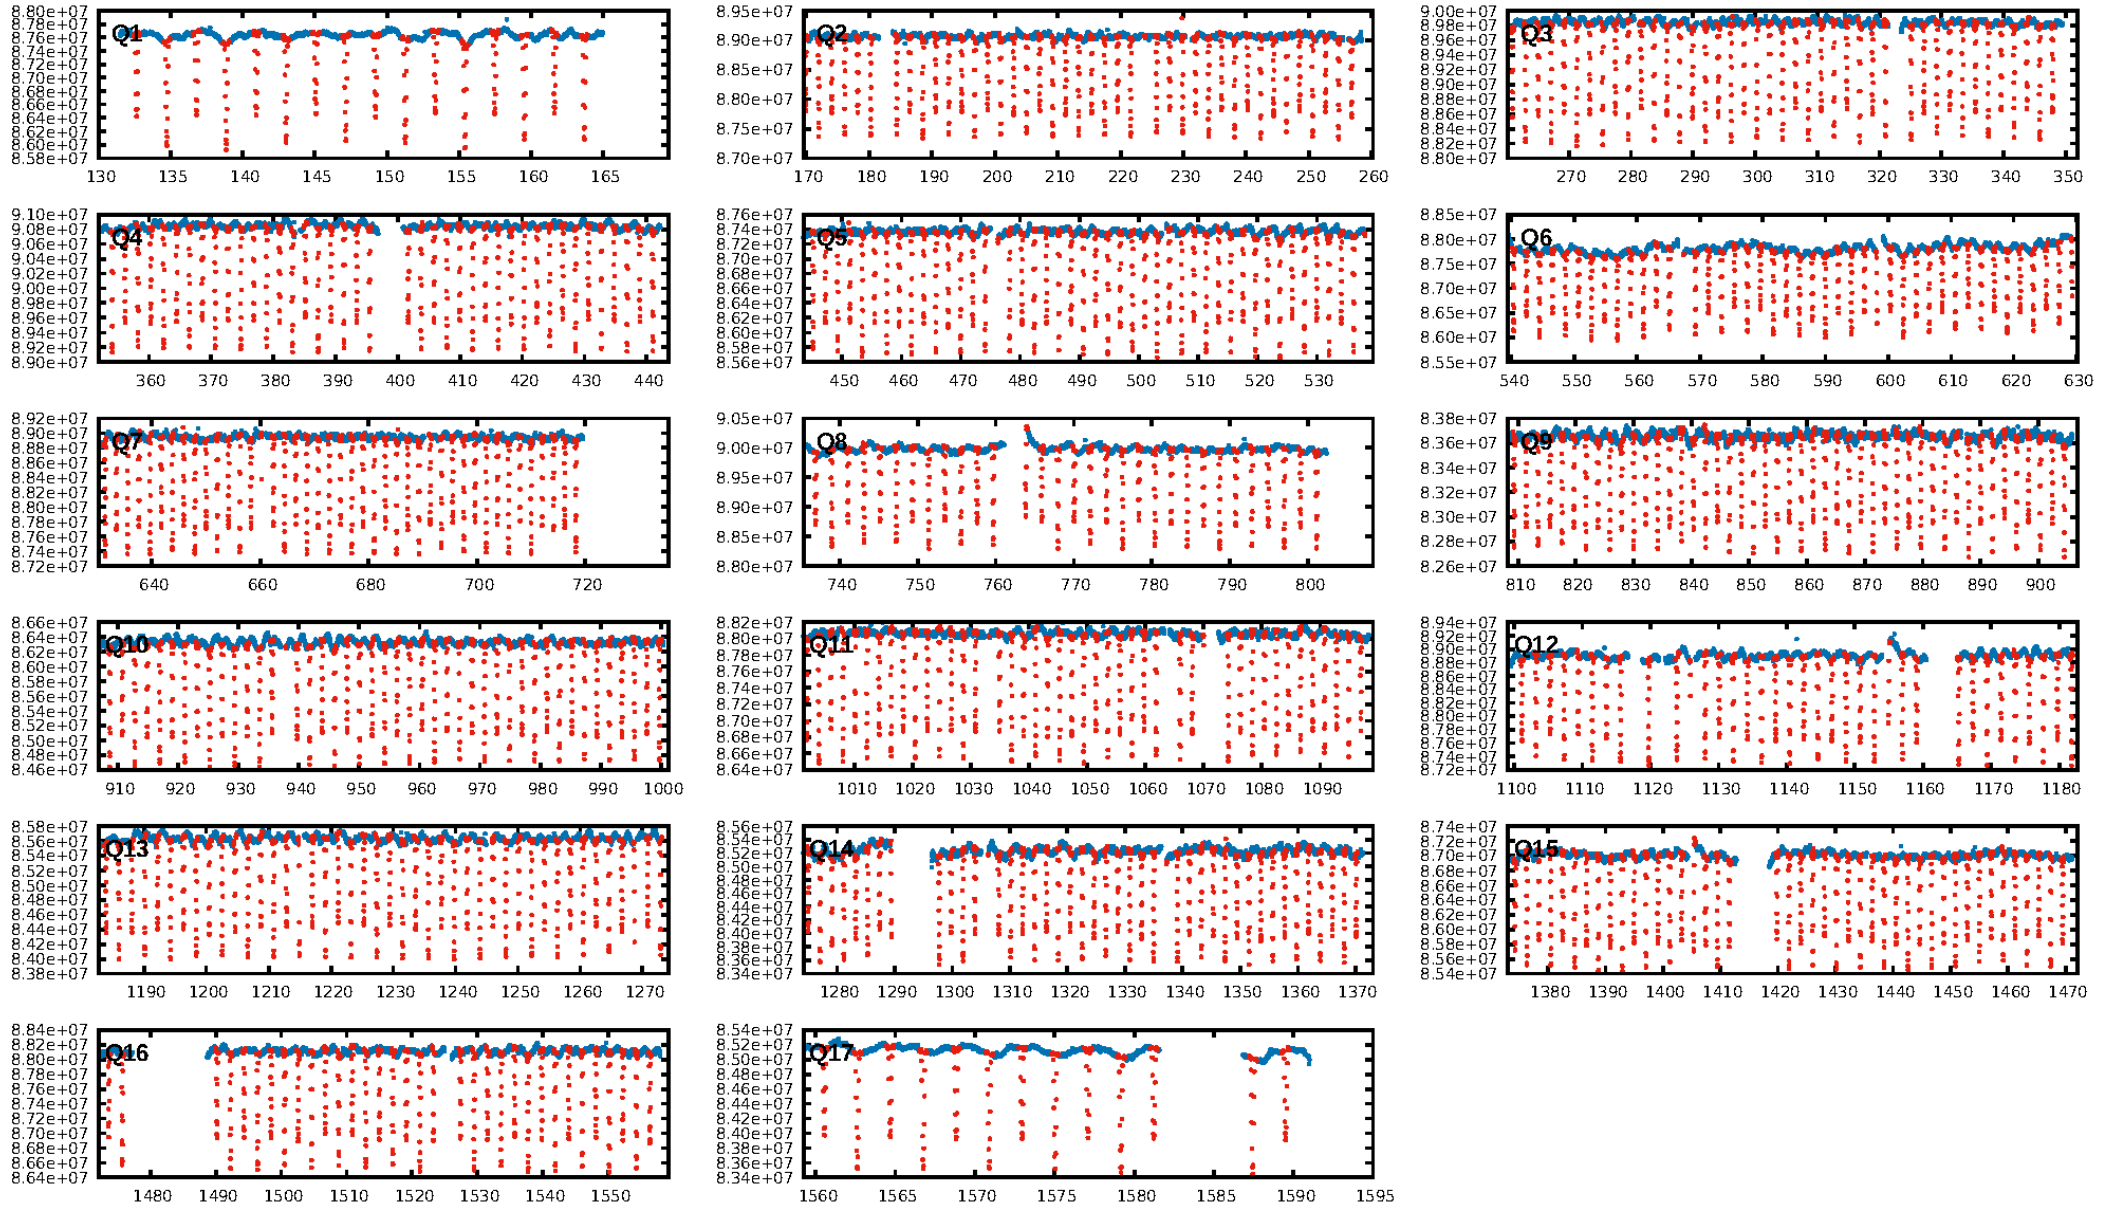 8.80e+07
8.78e+07
8.76e+07
8.74e+07
8.72e+07
8.70e+07
8.68e+07
8.66e+07
8.64e+07
8.62e+07
8.60e+07
8.58e+07
Q1
130 135 140 145 150 155 160 165
8.95e+07
8.90e+07
8.85e+07
8.80e+07
8.75e+07
8.70e+07
Q2
170 180 190 200 210 220 230 240 250 260
9.00e+07
8.98e+07
8.96e+07
8.94e+07
8.92e+07
8.90e+07
8.88e+07
8.86e+07
8.84e+07
8.82e+07
8.80e+07
Q3
270 280 290 300 310 320 330 340 350
9.10e+07
9.08e+07
9.06e+07
9.04e+07
9.02e+07
9.00e+07
8.98e+07
8.96e+07
8.94e+07
8.92e+07
8.90e+07
Q4
360 370 380 390 400 410 420 430 440
8.76e+07
8.74e+07
8.72e+07
8.70e+07
8.68e+07
8.66e+07
8.64e+07
8.62e+07
8.60e+07
8.58e+07
8.56e+07
Q5
450 460 470 480 490 500 510 520 530
8.85e+07
8.80e+07
8.75e+07
8.70e+07
8.65e+07
8.60e+07
8.55e+07
Q6
540 550 560 570 580 590 600 610 620 630
8.92e+07
8.90e+07
8.88e+07
8.86e+07
8.84e+07
8.82e+07
8.80e+07
8.78e+07
8.76e+07
8.74e+07
8.72e+07
Q7
640 660 680 700 720
9.05e+07
9.00e+07
8.95e+07
8.90e+07
8.85e+07
8.80e+07
Q8
740 750 760 770 780 790 800
8.38e+07
8.36e+07
8.34e+07
8.32e+07
8.30e+07
8.28e+07
8.26e+07
Q9
810 820 830 840 850 860 870 880 890 900
8.66e+07
8.64e+07
8.62e+07
8.60e+07
8.58e+07
8.56e+07
8.54e+07
8.52e+07
8.50e+07
8.48e+07
8.46e+07
Q10
910 920 930 940 950 960 970 980 990 1000
8.82e+07
8.80e+07
8.78e+07
8.76e+07
8.74e+07
8.72e+07
8.70e+07
8.68e+07
8.66e+07
8.64e+07
Q11
1010 1020 1030 1040 1050 1060 1070 1080 1090
8.94e+07
8.92e+07
8.90e+07
8.88e+07
8.86e+07
8.84e+07
8.82e+07
8.80e+07
8.78e+07
8.76e+07
8.74e+07
8.72e+07
Q12
1100 1110 1120 1130 1140 1150 1160 1170 1180
8.58e+07
8.56e+07
8.54e+07
8.52e+07
8.50e+07
8.48e+07
8.46e+07
8.44e+07
8.42e+07
8.40e+07
8.38e+07
Q13
1190 1200 1210 1220 1230 1240 1250 1260 1270
8.56e+07
8.54e+07
8.52e+07
8.50e+07
8.48e+07
8.46e+07
8.44e+07
8.42e+07
8.40e+07
8.38e+07
8.36e+07
8.34e+07
Q14
1280 1290 1300 1310 1320 1330 1340 1350 1360 1370
8.74e+07
8.72e+07
8.70e+07
8.68e+07
8.66e+07
8.64e+07
8.62e+07
8.60e+07
8.58e+07
8.56e+07
8.54e+07
Q15
1380 1390 1400 1410 1420 1430 1440 1450 1460 1470
8.84e+07
8.82e+07
8.80e+07
8.78e+07
8.76e+07
8.74e+07
8.72e+07
8.70e+07
8.68e+07
8.66e+07
8.64e+07
Q16
1480 1490 1500 1510 1520 1530 1540 1550
8.54e+07
8.52e+07
8.50e+07
8.48e+07
8.46e+07
8.44e+07
8.42e+07
8.40e+07
8.38e+07
8.36e+07
8.34e+07
Q17
1560 1565 1570 1575 1580 1585 1590 1595